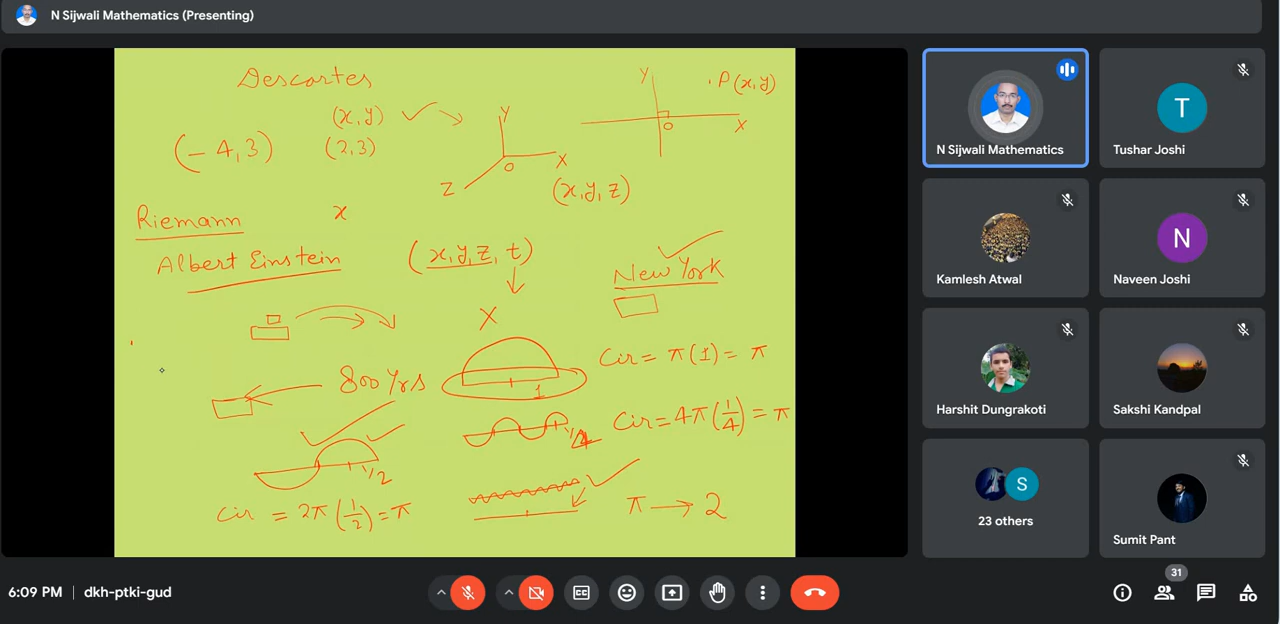 N Sijwali Mathematics (Presenting)
Descartes
Y
P(x,y)
O
X
(x,y)
(-4,3)
(2,3)
Y
O
X
Z
(x,y,z)
Riemann
x
Albert Einstein
(x,y,z,t)
New York
X
1
Cir = π(1) = π
800 Yrs
1/4
Cir = 4π(1/4) = π
1/2
Cir = 2π(1/2) = π
π → 2
N Sijwali Mathematics
T
Tushar Joshi
Kamlesh Atwal
N
Naveen Joshi
Harshit Dungrakoti
Sakshi Kandpal
S
23 others
Sumit Pant
6:09 PM | dkh-ptki-gud
CC
31